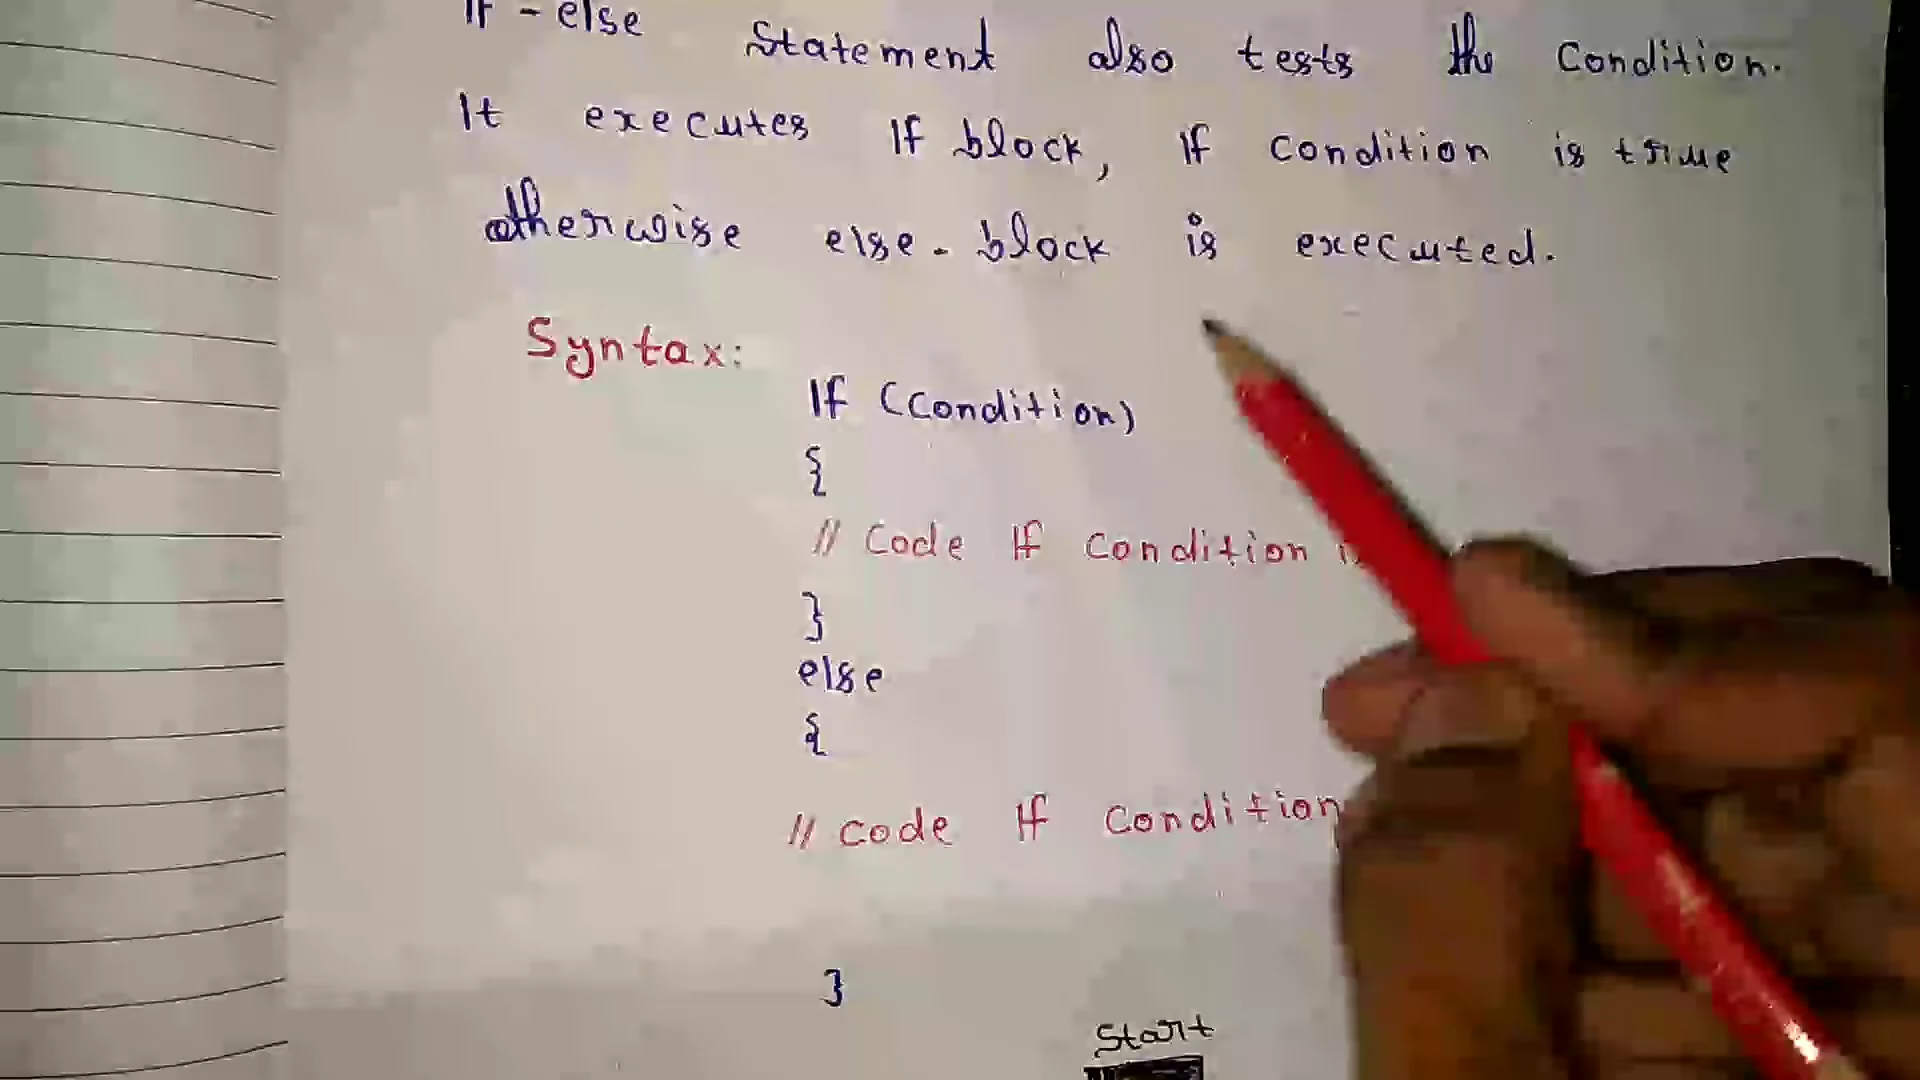 If - else Statement also tests the Condition.
It executes If block, If condition is true
otherwise else - block is executed.
Syntax:
If (Condition)
{
// Code If Condition
}
else
{
// Code If Condition
}
Start